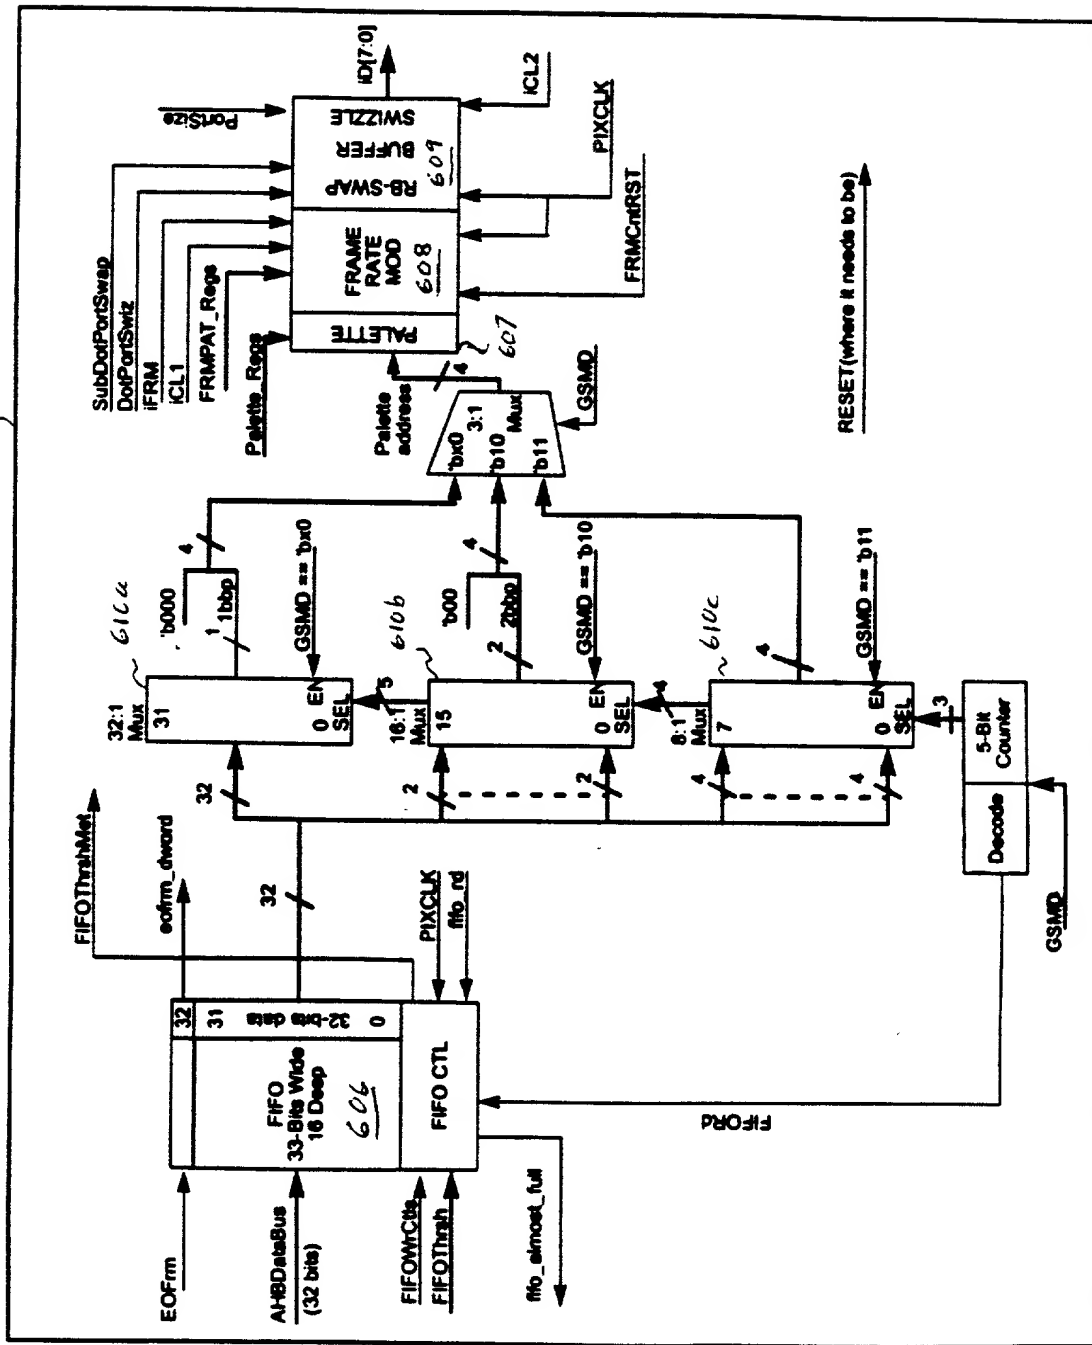 EOFrm
AHBDataBus
(32 bits)
FIFOWrCtls
FIFOThrsh
fifo_almost_full
FIFO
33-Bits Wide
16 Deep
606
32
31
32-bits data
0
FIFO CTL
FIFOThrshMet
eofrm_dword
32
PIXCLK
fifo_rd
FIFORd
32
2
2
4
4
32:1
Mux
610a
31
0
EN
SEL
5
16:1
Mux
610b
15
0
EN
SEL
4
8:1
Mux
610c
7
0
EN
SEL
3
5-Bit
Counter
Decode
GSMD
'b000
1
1bbp
4
GSMD == 'bx0
'b00
2
2bbp
4
GSMD == 'b10
4
GSMD == 'b11
'bx0
'b10
'b11
3:1
Mux
GSMD
Palette
address
4
607
PALETTE
FRAME
RATE
MOD
608
RB-SWAP
BUFFER
SWIZZLE
609
SubDotPortSwap
DotPortSwiz
iFRM
iCL1
FRMPAT_Regs
Palette_Regs
PortSize
iD[7:0]
iCL2
PIXCLK
FRMCntRST
RESET(where it needs to be)